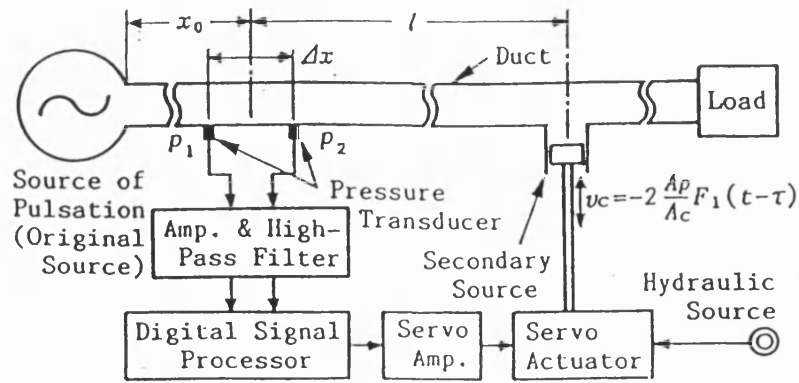 x₀
l
Δx
Duct
Load
p₁
p₂
Source of
Pulsation
(Original
Source)
Pressure
Transducer
Amp. & High-
Pass Filter
Secondary
Source
υc=-2 Ap/Ac F₁(t-τ)
Hydraulic
Source
Digital Signal
Processor
Servo
Amp.
Servo
Actuator